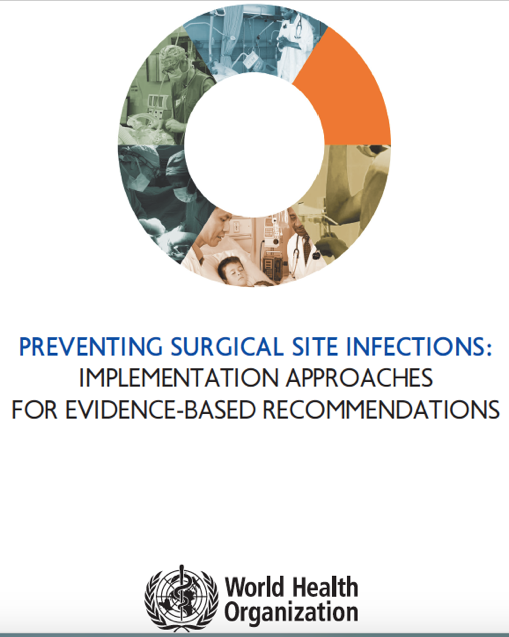 PREVENTING SURGICAL SITE INFECTIONS:
IMPLEMENTATION APPROACHES
FOR EVIDENCE-BASED RECOMMENDATIONS
World Health
Organization